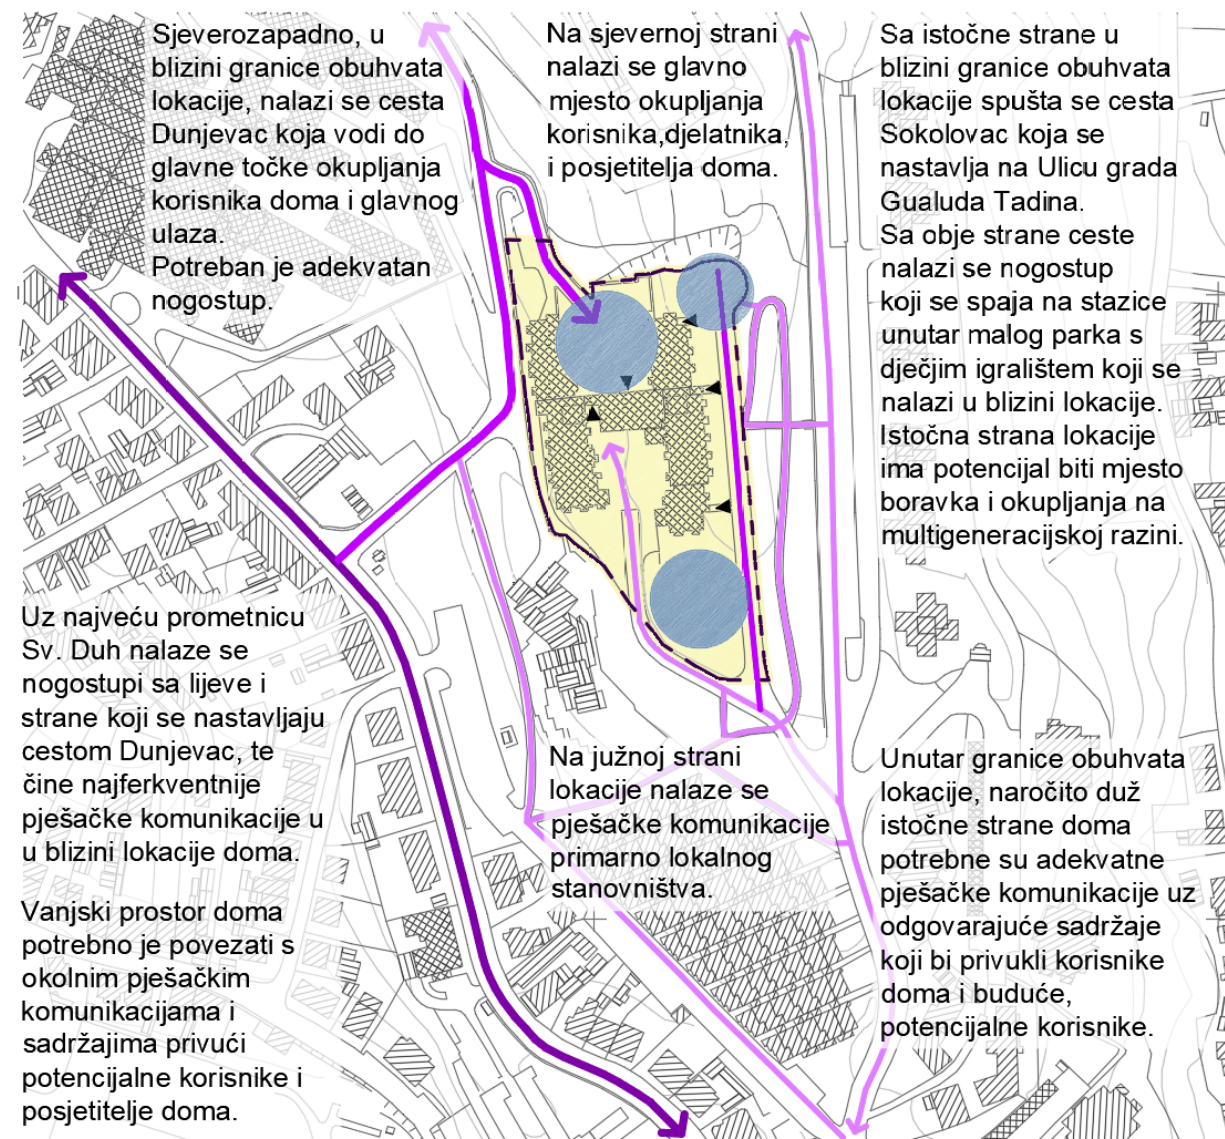 Sjeverozapadno, u
blizini granice obuhvata
lokacije, nalazi se cesta
Dunjevac koja vodi do
glavne točke okupljanja
korisnika doma i glavnog
ulaza.
Potreban je adekvatan
nogostup.
Na sjevernoj strani
nalazi se glavno
mjesto okupljanja
korisnika,djelatnika,
i posjetitelja doma.
Sa istočne strane u
blizini granice obuhvata
lokacije spušta se cesta
Sokolovac koja se
nastavlja na Ulicu grada
Gualuda Tadina.
Sa obje strane ceste
nalazi se nogostup
koji se spaja na stazice
unutar malog parka s
dječjim igralištem koji se
nalazi u blizini lokacije.
Istočna strana lokacije
ima potencijal biti mjesto
boravka i okupljanja na
multigeneracijskoj razini.
Uz najveću prometnicu
Sv. Duh nalaze se
nogostupi sa lijeve i
strane koji se nastavljaju
cestom Dunjevac, te
čine najferkventnije
pješačke komunikacije u
u blizini lokacije doma.
Vanjski prostor doma
potrebno je povezati s
okolnim pješačkim
komunikacijama i
sadržajima privući
potencijalne korisnike i
posjetitelje doma.
Na južnoj strani
lokacije nalaze se
pješačke komunikacije
primarno lokalnog
stanovništva.
Unutar granice obuhvata
lokacije, naročito duž
istočne strane doma
potrebne su adekvatne
pješačke komunikacije uz
odgovarajuće sadržaje
koji bi privukli korisnike
doma i buduće,
potencijalne korisnike.